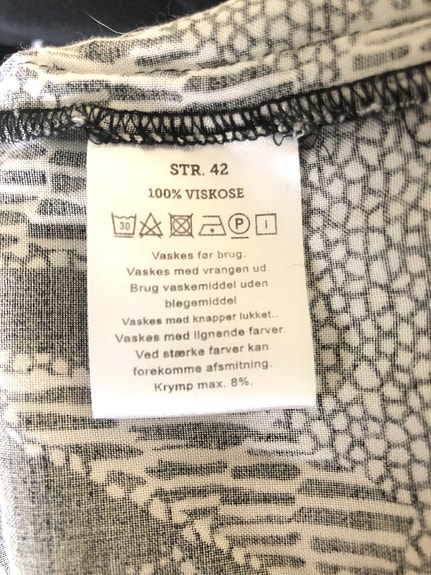 STR. 42
100% VISKOSE
30 P
Vaskes før brug.
Vaskes med vrangen ud.
Brug vaskemiddel uden
blegemiddel
Vaskes med knapper lukket..
Vaskes med lignende farver.
Ved stærke farver kan
forekomme afsmitning.
Krymp max. 8%.